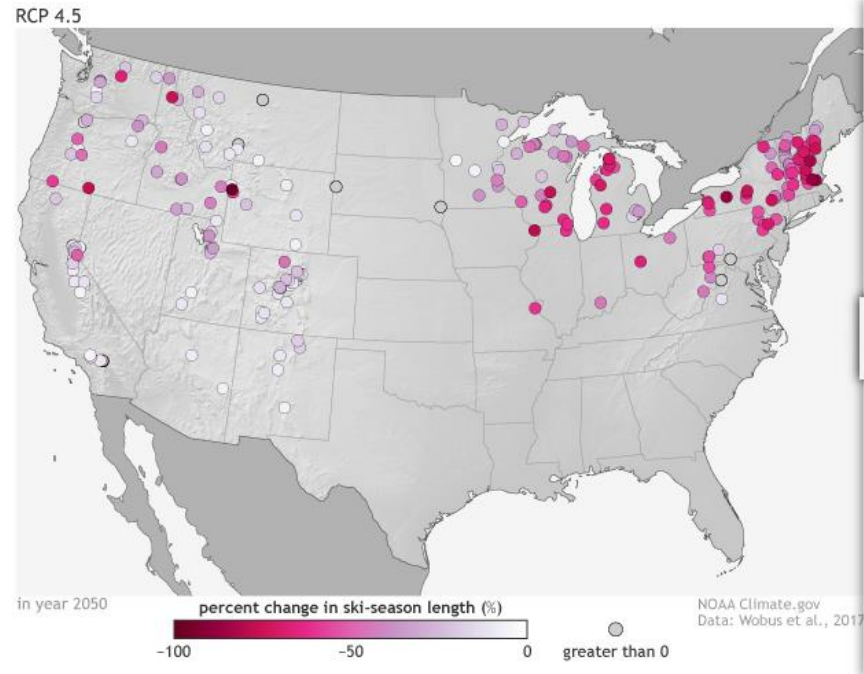 RCP 4.5
in year 2050
percent change in ski-season length (%)
−100
−50
0
greater than 0
NOAA Climate.gov
Data: Wobus et al., 2017